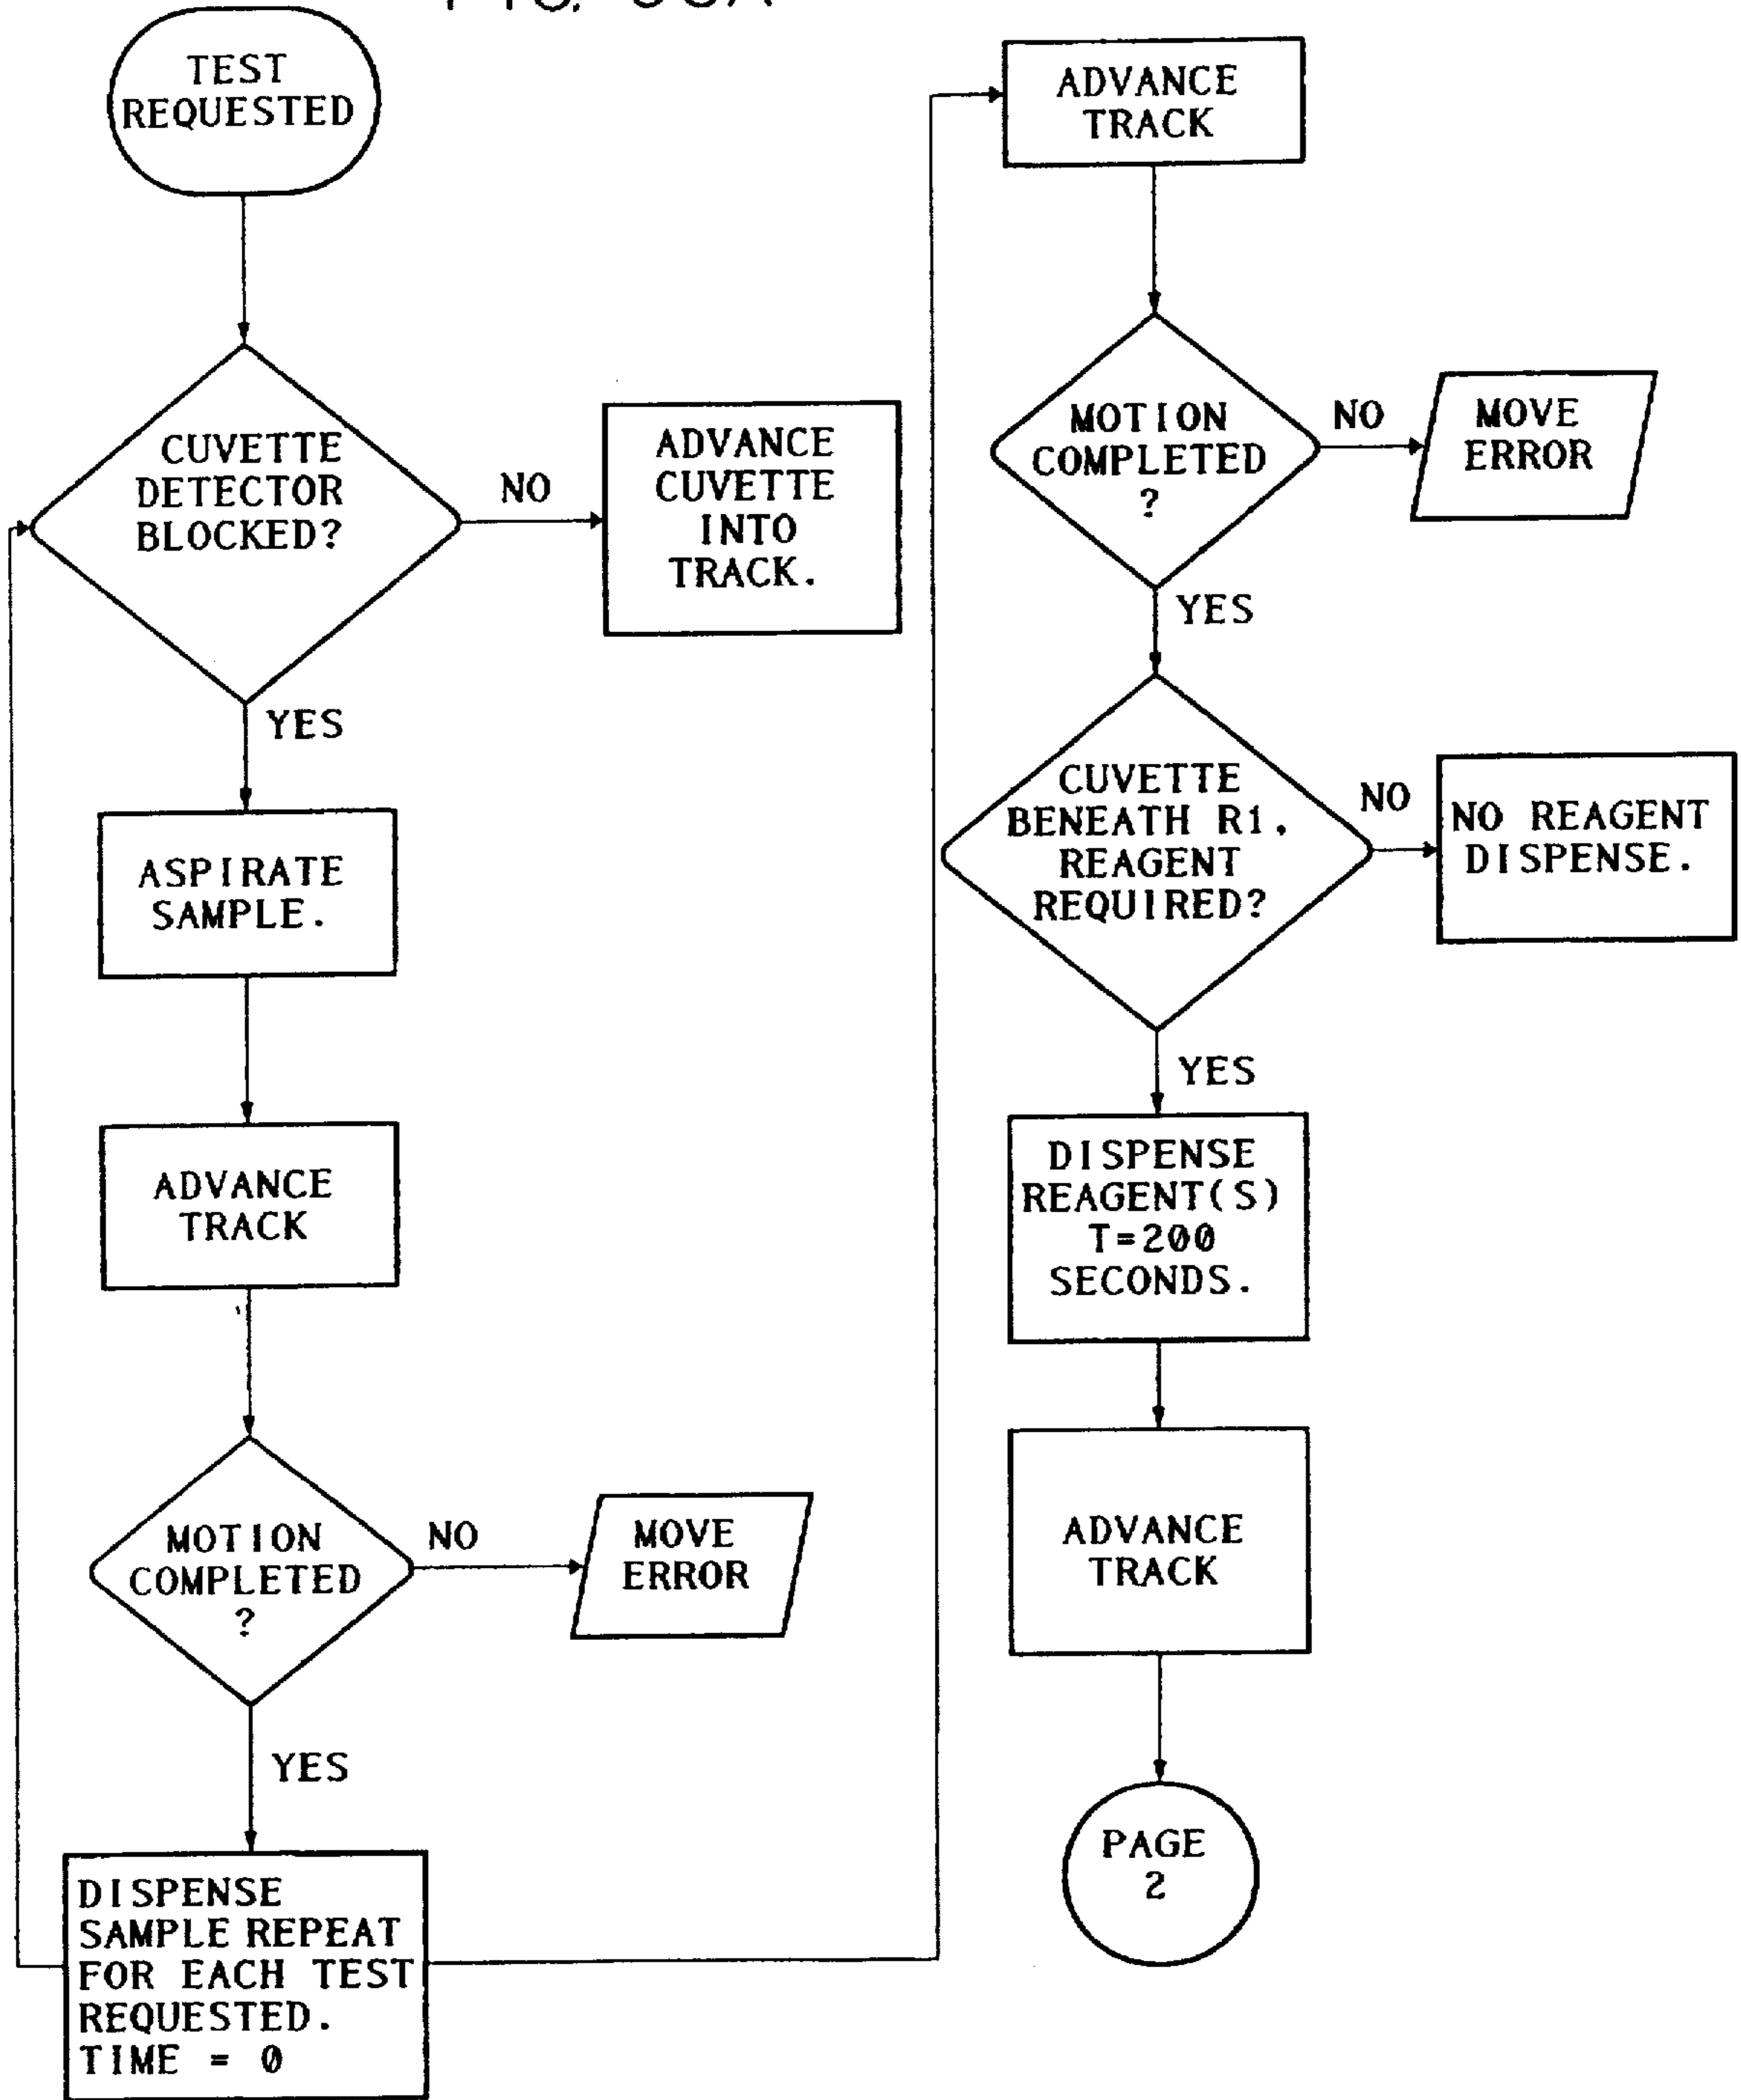 TEST
REQUESTED
CUVETTE
DETECTOR
BLOCKED?
NO
ADVANCE
CUVETTE
INTO
TRACK.
YES
ASPIRATE
SAMPLE.
ADVANCE
TRACK
MOTION
COMPLETED
?
NO
MOVE
ERROR
YES
DISPENSE
SAMPLE REPEAT
FOR EACH TEST
REQUESTED.
TIME = 0
ADVANCE
TRACK
MOTION
COMPLETED
?
NO
MOVE
ERROR
YES
CUVETTE
BENEATH R1.
REAGENT
REQUIRED?
NO
NO REAGENT
DISPENSE.
YES
DISPENSE
REAGENT(S)
T=200
SECONDS.
ADVANCE
TRACK
PAGE
2